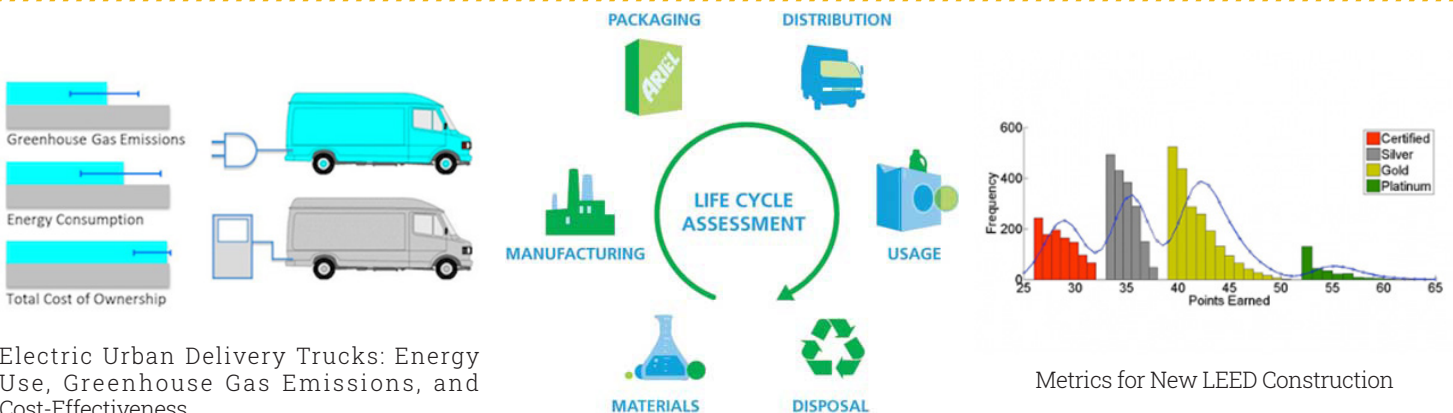 Greenhouse Gas Emissions
Energy Consumption
Total Cost of Ownership
Electric Urban Delivery Trucks: Energy
Use, Greenhouse Gas Emissions, and
Cost-Effectiveness
PACKAGING
DISTRIBUTION
ARIEL
LIFE CYCLE
ASSESSMENT
MANUFACTURING
USAGE
MATERIALS
DISPOSAL
600
400
200
0
Frequency
Certified
Silver
Gold
Platinum
25 30 35 40 45 50 55 60 65
Points Earned
Metrics for New LEED Construction